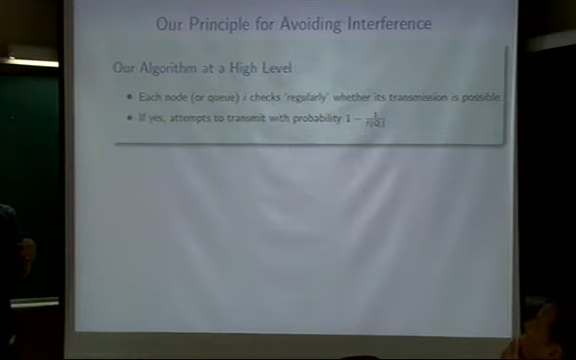 Our Principle for Avoiding Interference
Our Algorithm at a High Level
• Each node (or queue) i checks 'regularly' whether its transmission is possible.
• If yes, attempts to transmit with probability 1 −